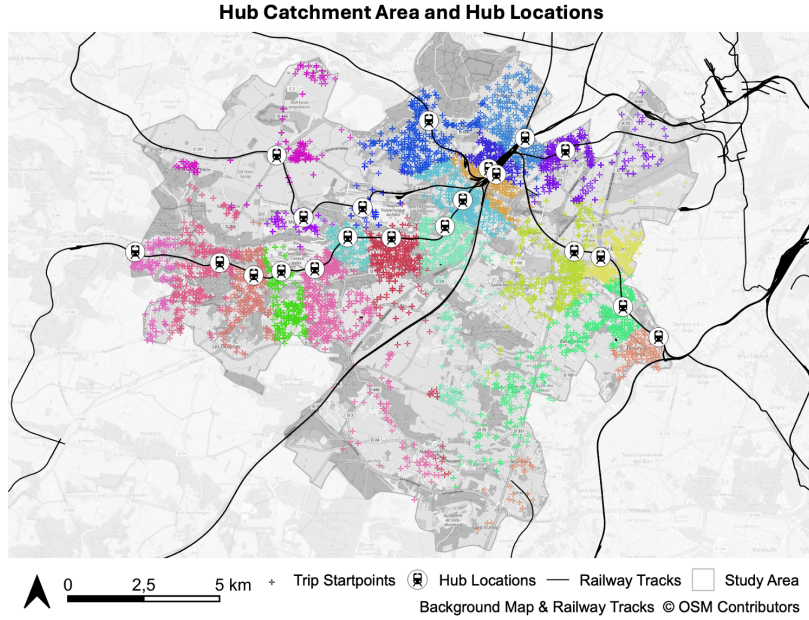 Hub Catchment Area and Hub Locations
0 2,5 5 km
Trip Startpoints Hub Locations Railway Tracks Study Area
Background Map & Railway Tracks © OSM Contributors